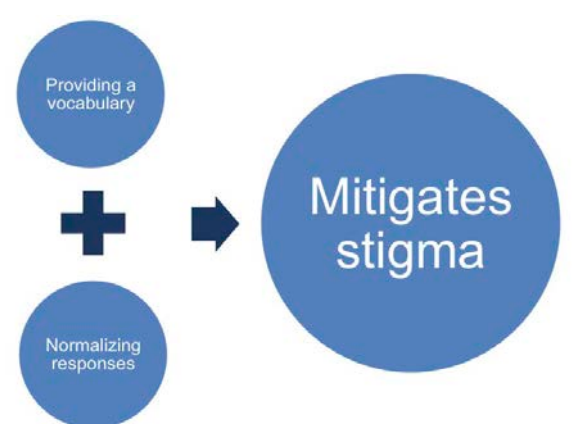 Providing a
vocabulary
Normalizing
responses
Mitigates
stigma